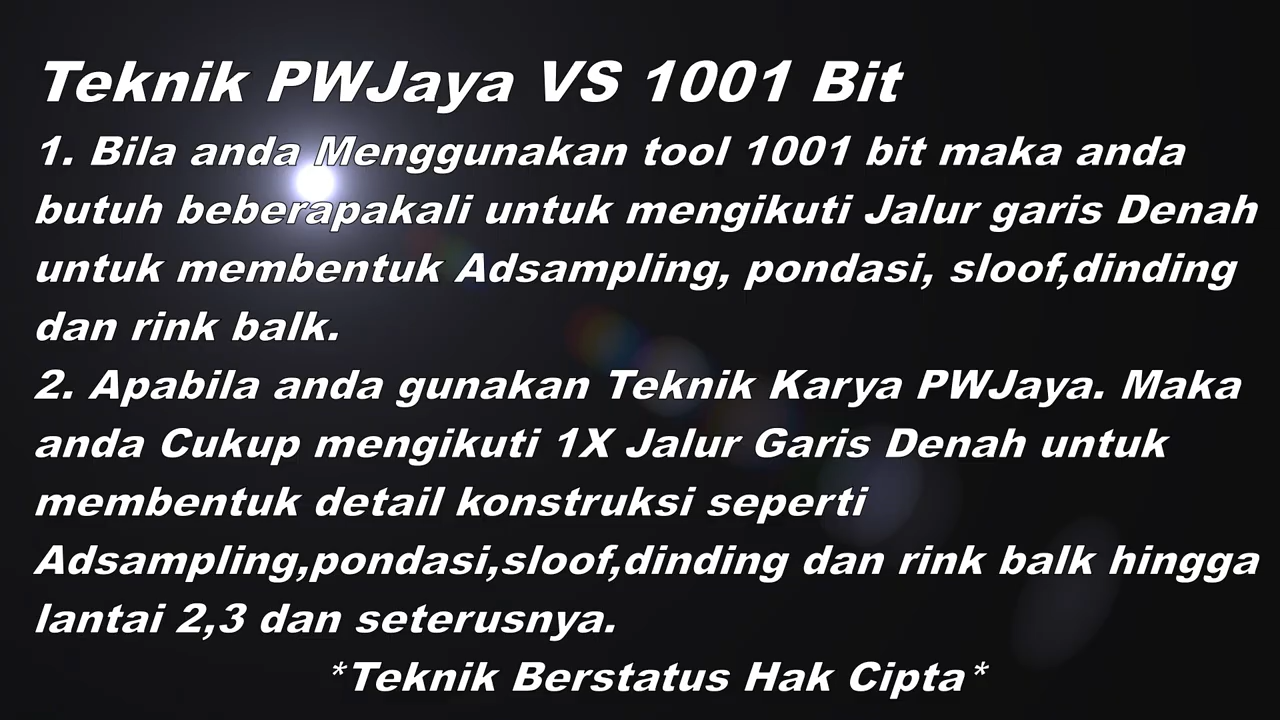 Teknik PWJaya VS 1001 Bit
1. Bila anda Menggunakan tool 1001 bit maka anda
butuh beberapakali untuk mengikuti Jalur garis Denah
untuk membentuk Adsampling, pondasi, sloof,dinding
dan rink balk.
2. Apabila anda gunakan Teknik Karya PWJaya. Maka
anda Cukup mengikuti 1X Jalur Garis Denah untuk
membentuk detail konstruksi seperti
Adsampling,pondasi,sloof,dinding dan rink balk hingga
lantai 2,3 dan seterusnya.
*Teknik Berstatus Hak Cipta*